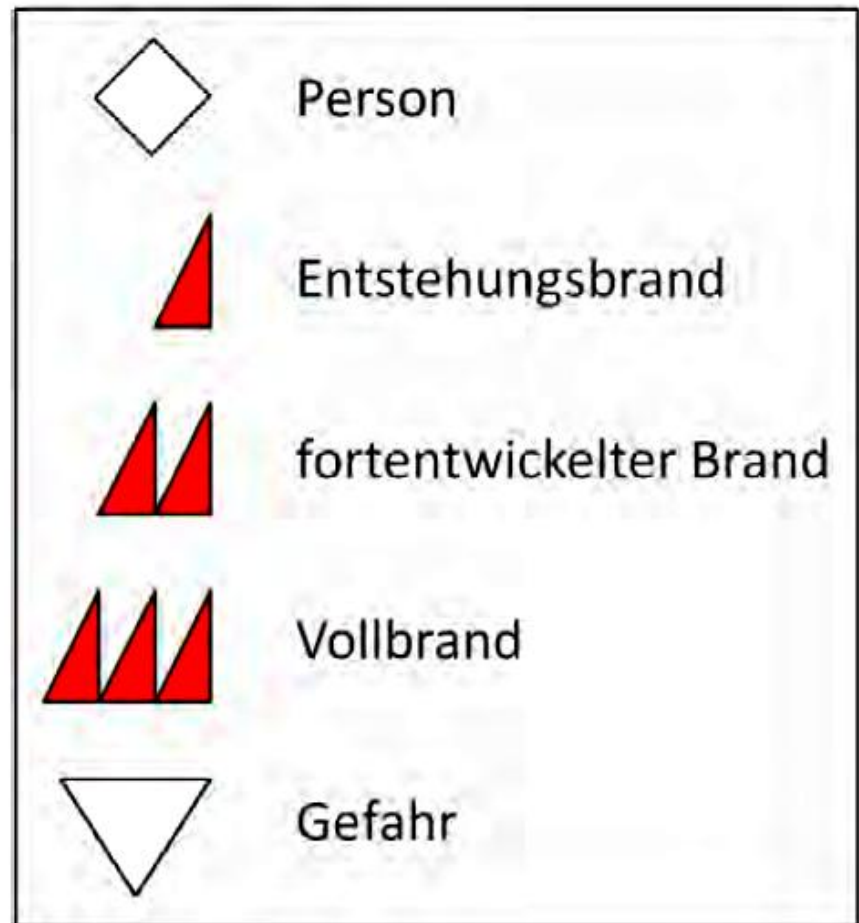 Person
Entstehungsbrand
fortentwickelter Brand
Vollbrand
Gefahr